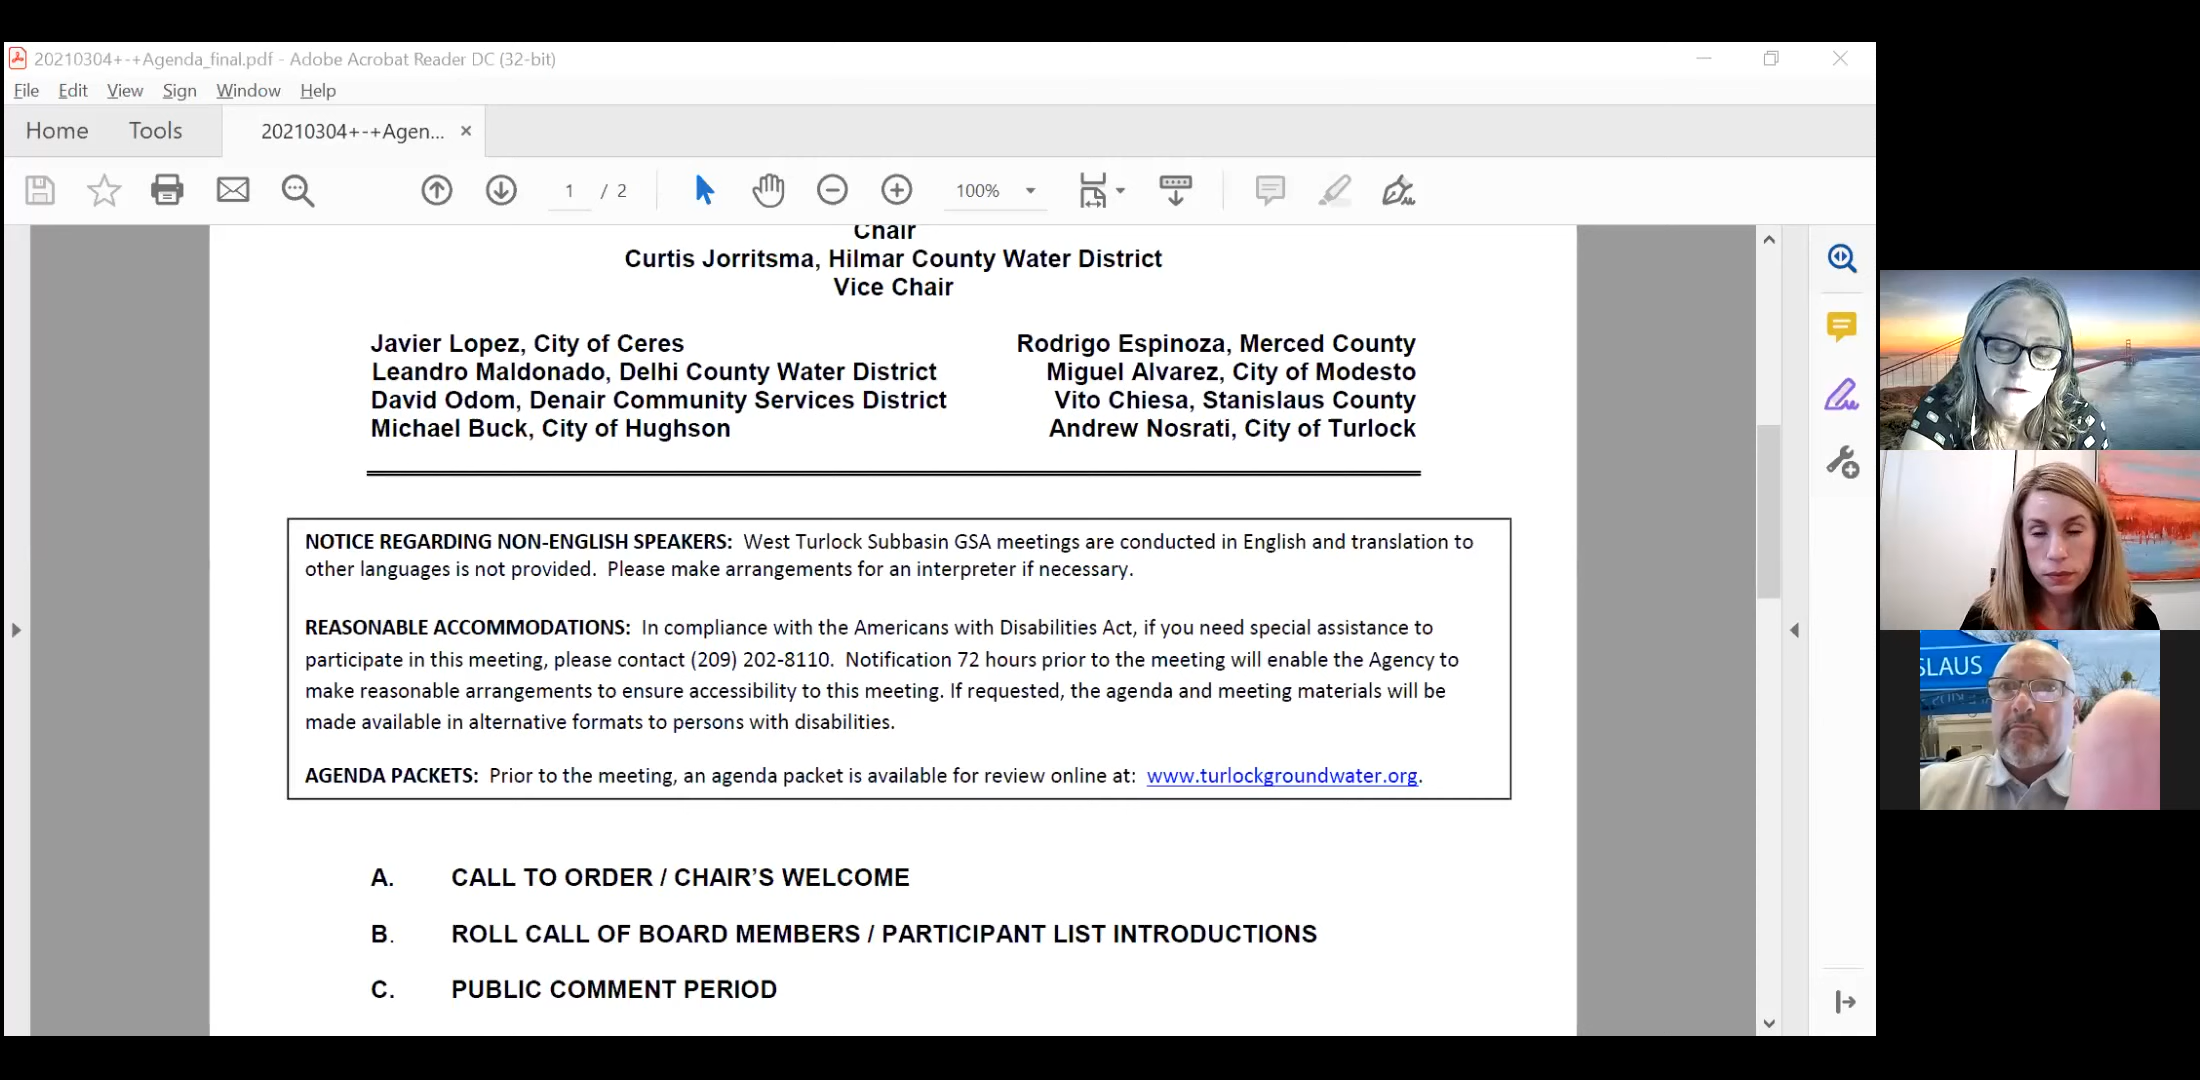 20210304+-+Agenda_final.pdf - Adobe Acrobat Reader DC (32-bit)
File Edit View Sign Window Help
Home Tools 20210304+-+Agen... ×
1 / 2 100%
Chair
Curtis Jorritsma, Hilmar County Water District
Vice Chair
Javier Lopez, City of Ceres
Leandro Maldonado, Delhi County Water District
David Odom, Denair Community Services District
Michael Buck, City of Hughson
Rodrigo Espinoza, Merced County
Miguel Alvarez, City of Modesto
Vito Chiesa, Stanislaus County
Andrew Nosrati, City of Turlock
NOTICE REGARDING NON-ENGLISH SPEAKERS: West Turlock Subbasin GSA meetings are conducted in English and translation to
other languages is not provided. Please make arrangements for an interpreter if necessary.
REASONABLE ACCOMMODATIONS: In compliance with the Americans with Disabilities Act, if you need special assistance to
participate in this meeting, please contact (209) 202-8110. Notification 72 hours prior to the meeting will enable the Agency to
make reasonable arrangements to ensure accessibility to this meeting. If requested, the agenda and meeting materials will be
made available in alternative formats to persons with disabilities.
AGENDA PACKETS: Prior to the meeting, an agenda packet is available for review online at: www.turlockgroundwater.org.
A. CALL TO ORDER / CHAIR’S WELCOME
B. ROLL CALL OF BOARD MEMBERS / PARTICIPANT LIST INTRODUCTIONS
C. PUBLIC COMMENT PERIOD
SLAUS